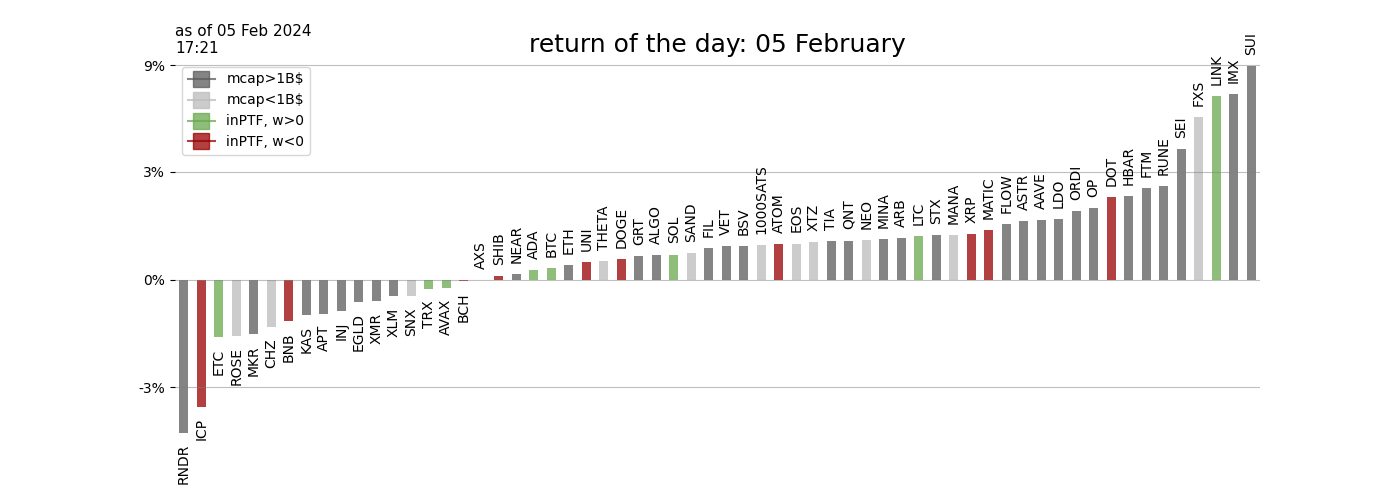 as of 05 Feb 2024
17:21
return of the day: 05 February
9%
3%
0%
-3%
mcap>1B$
mcap<1B$
inPTF, w>0
inPTF, w<0
RNDR
ICP
ETC
ROSE
MKR
CHZ
BNB
KAS
APT
INJ
EGLD
XMR
XLM
SNX
TRX
AVAX
BCH
AXS
SHIB
NEAR
ADA
BTC
ETH
UNI
THETA
DOGE
GRT
ALGO
SOL
SAND
FIL
VET
BSV
1000SATS
ATOM
EOS
XTZ
TIA
QNT
NEO
MINA
ARB
LTC
STX
MANA
XRP
MATIC
FLOW
ASTR
AAVE
LDO
ORDI
OP
DOT
HBAR
FTM
RUNE
SEI
FXS
LINK
IMX
SUI